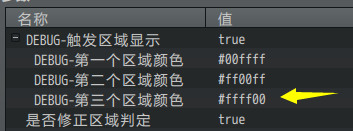 名称 值
DEBUG-触发区域显示 true
DEBUG-第一个区域颜色 #00ffff
DEBUG-第二个区域颜色 #ff00ff
DEBUG-第三个区域颜色 #ffff00
是否修正区域判定 true